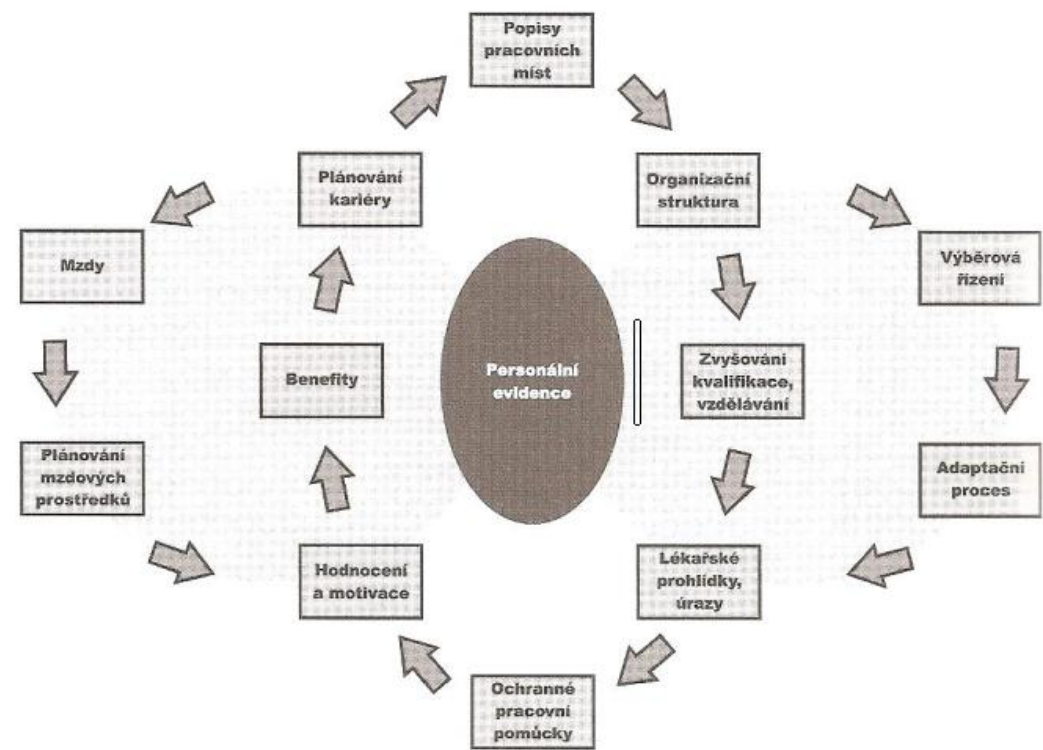 Popisy
pracovních
míst
Plánování
kariéry
Organizační
struktura
Mzdy
Výběrová
řízení
Benefity
Personální
evidence
Zvyšování
kvalifikace,
vzdělávání
Plánování
mzdových
prostředků
Adaptační
proces
Hodnocení
a motivace
Lékařské
prohlídky,
úrazy
Ochranné
pracovní
pomůcky